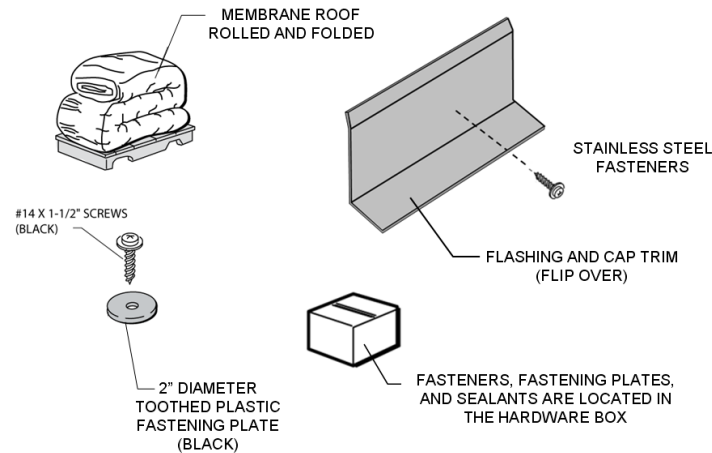 MEMBRANE ROOF
ROLLED AND FOLDED
STAINLESS STEEL
FASTENERS
#14 X 1-1/2" SCREWS
(BLACK)
FLASHING AND CAP TRIM
(FLIP OVER)
2” DIAMETER
TOOTHED PLASTIC
FASTENING PLATE
(BLACK)
FASTENERS, FASTENING PLATES,
AND SEALANTS ARE LOCATED IN
THE HARDWARE BOX